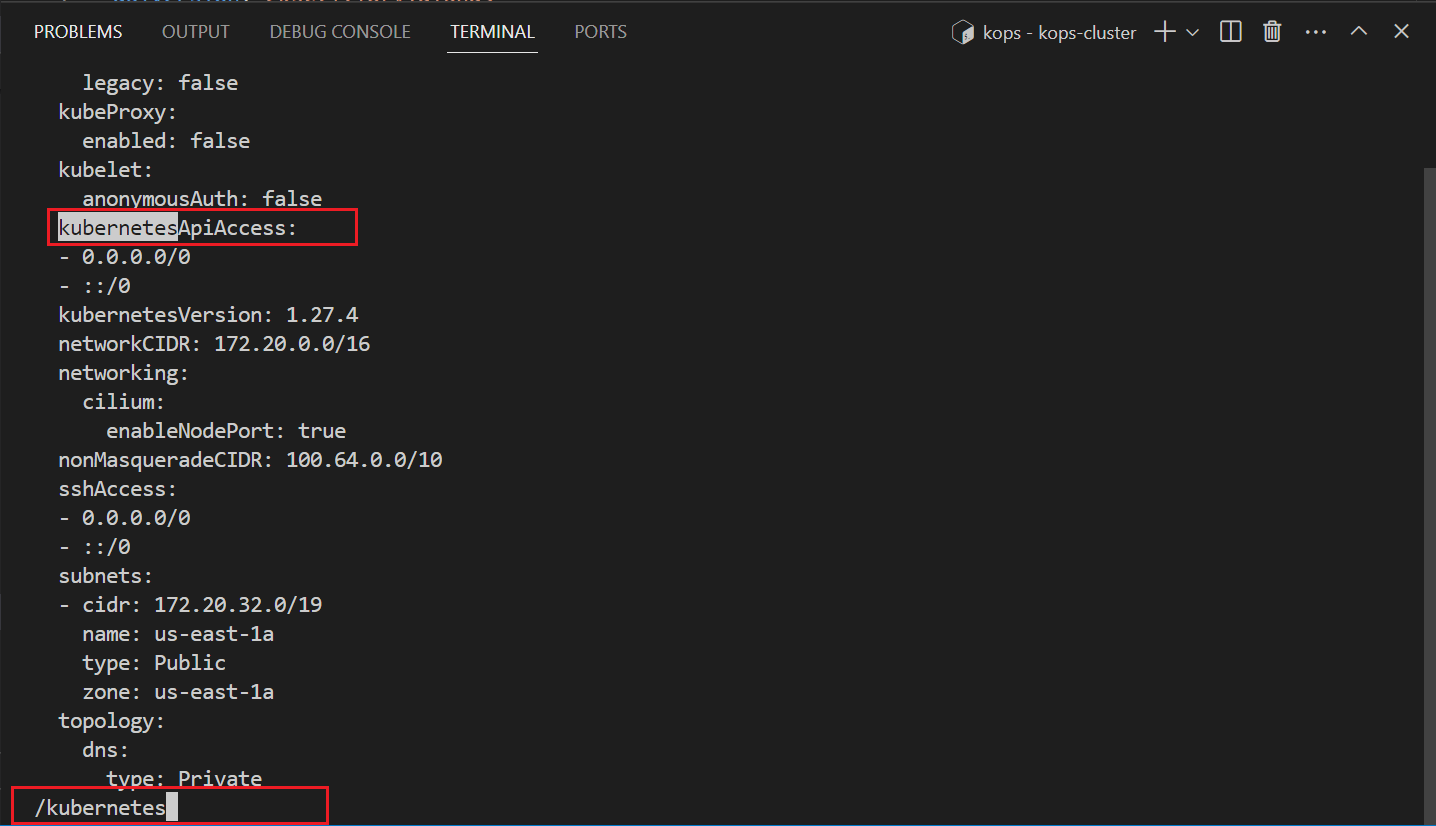 PROBLEMS OUTPUT DEBUG CONSOLE TERMINAL PORTS kops - kops-cluster
legacy: false
kubeProxy:
enabled: false
kubelet:
anonymousAuth: false
kubernetesApiAccess:
- 0.0.0.0/0
- ::/0
kubernetesVersion: 1.27.4
networkCIDR: 172.20.0.0/16
networking:
cilium:
enableNodePort: true
nonMasqueradeCIDR: 100.64.0.0/10
sshAccess:
- 0.0.0.0/0
- ::/0
subnets:
- cidr: 172.20.32.0/19
name: us-east-1a
type: Public
zone: us-east-1a
topology:
dns:
type: Private
/kubernetes